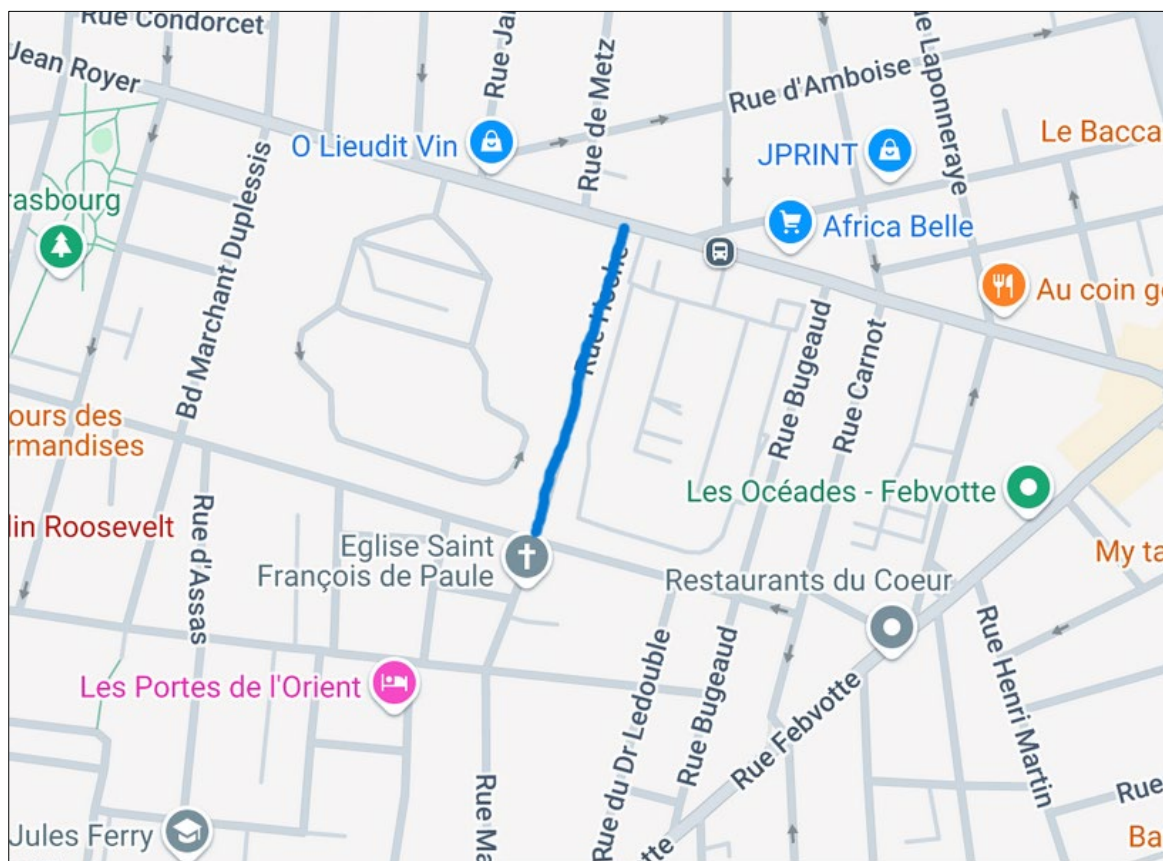 Rue Condorcet
Jean Royer
Rue Ja
Rue de Metz
Rue d'Amboise
ue Laponneraye
O Lieudit Vin
JPRINT
Le Bacca
rasbourg
Bd Marchant Duplessis
Africa Belle
Rue Hoche
Au coin g
Rue Bugeaud
Rue Carnot
ours des
rmandises
Les Océades - Febvotte
lin Roosevelt
Rue d'Assas
Eglise Saint
François de Paule
My ta
Restaurants du Coeur
Rue Henri Martin
Les Portes de l'Orient
Rue du Dr Ledouble
Rue Bugeaud
Rue Febvotte
Rue Ma
Rue
Jules Ferry
tte
Ba